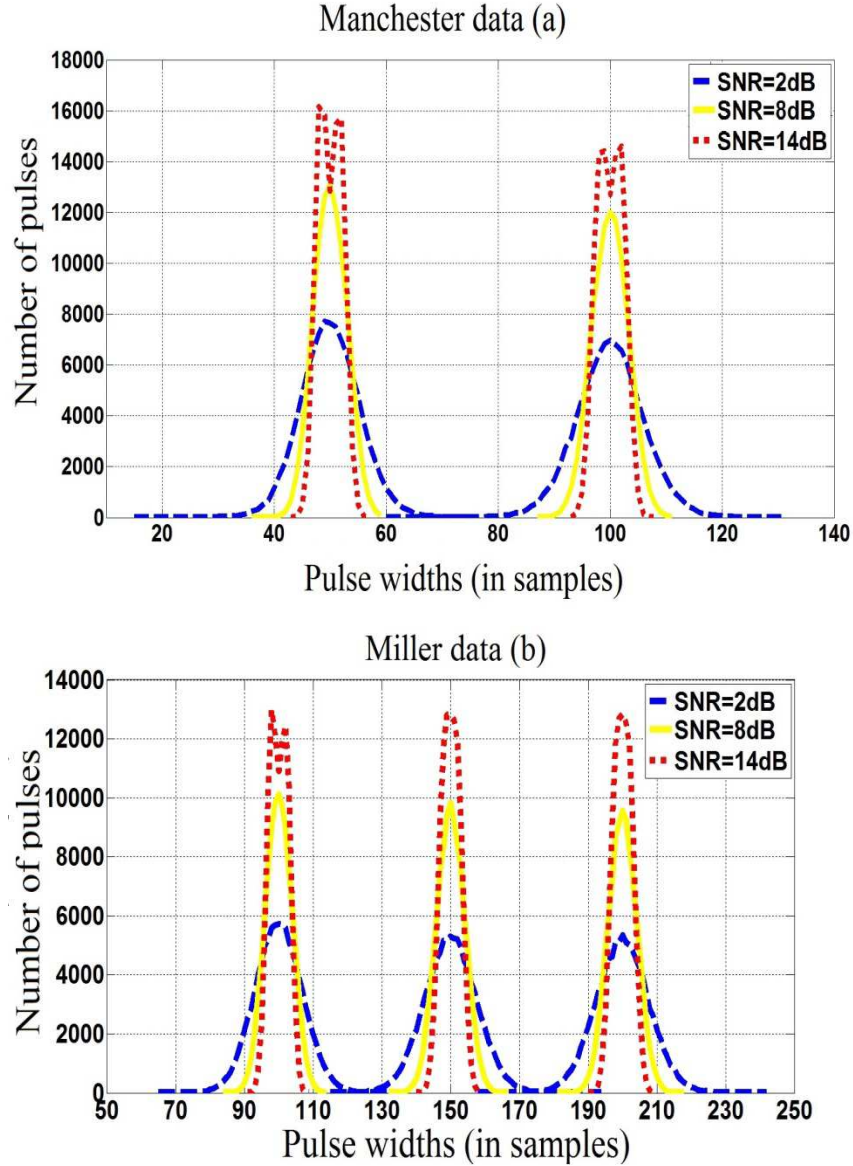 Manchester data (a)
18000
16000
14000
12000
10000
8000
6000
4000
2000
0
Number of pulses
SNR=2dB
SNR=8dB
SNR=14dB
20 40 60 80 100 120 140
Pulse widths (in samples)
Miller data (b)
14000
12000
10000
8000
6000
4000
2000
0
Number of pulses
SNR=2dB
SNR=8dB
SNR=14dB
50 70 90 110 130 150 170 190 210 230 250
Pulse widths (in samples)